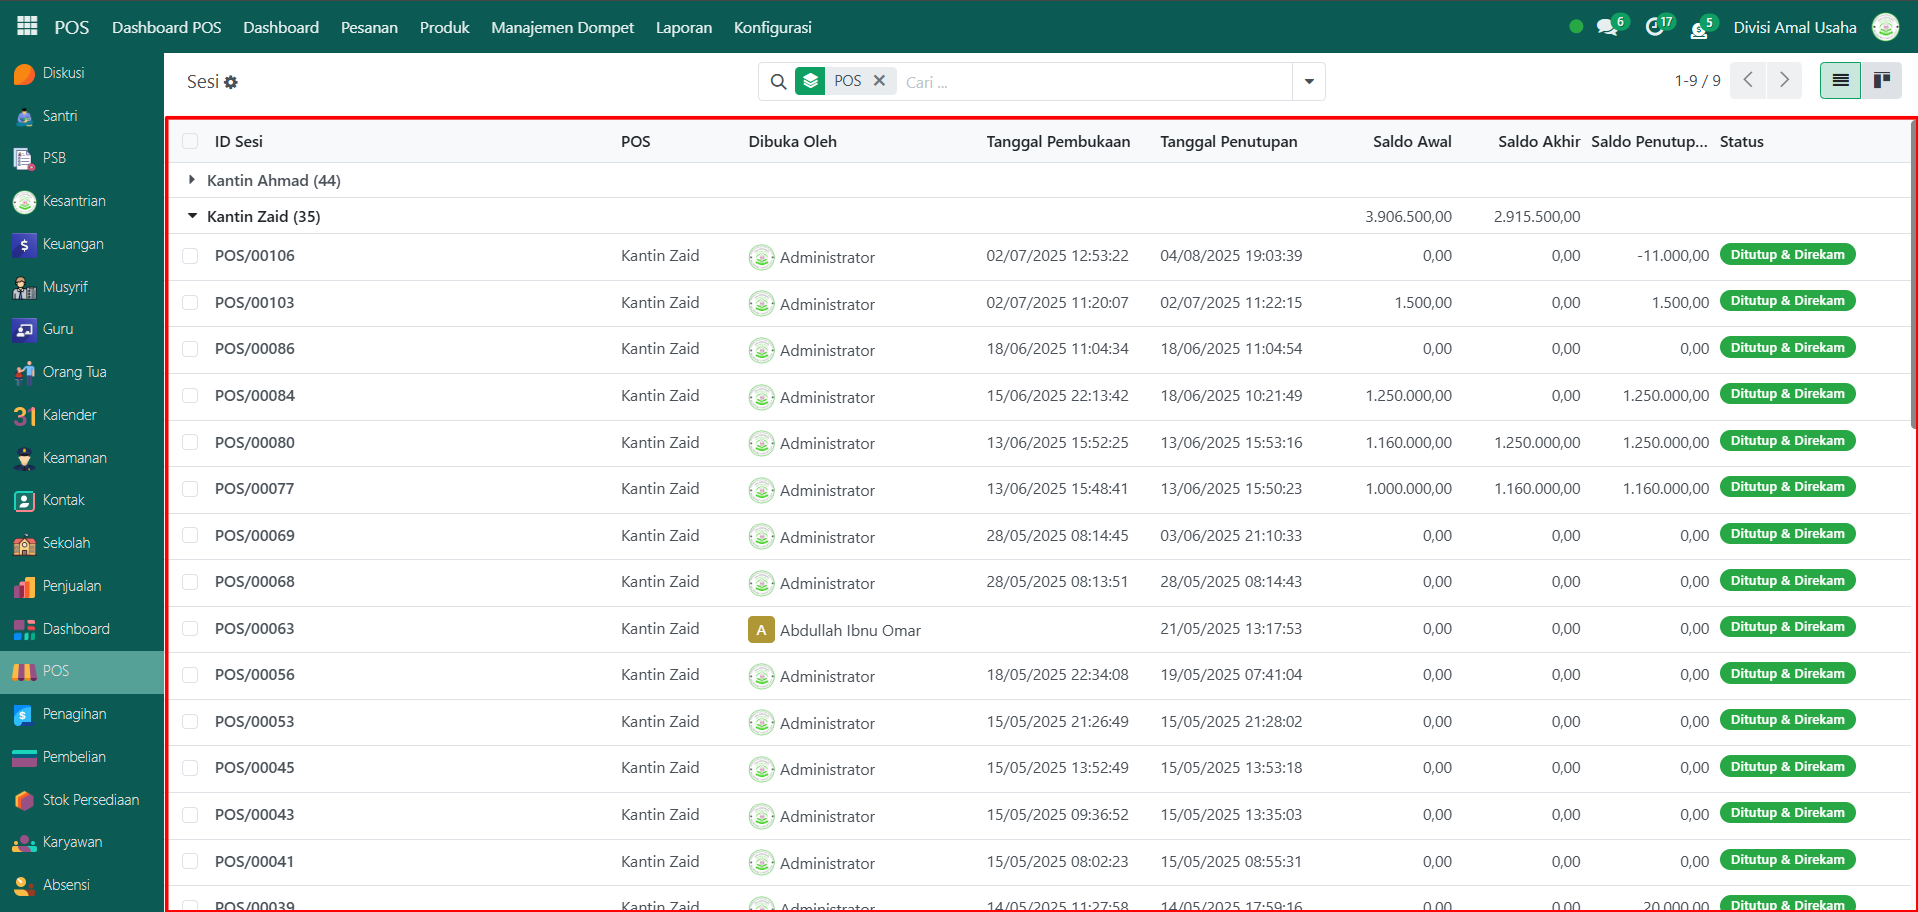 POS Dashboard POS Dashboard Pesanan Produk Manajemen Dompet Laporan Konfigurasi 6 17 5 Divisi Amal Usaha
Diskusi
Santri
PSB
Kesantrian
Keuangan
Musyrif
Guru
Orang Tua
31 Kalender
Keamanan
Kontak
Sekolah
Penjualan
Dashboard
POS
Penagihan
Pembelian
Stok Persediaan
Karyawan
Absensi
Sesi POS Cari ... 1-9 / 9
ID Sesi POS Dibuka Oleh Tanggal Pembukaan Tanggal Penutupan Saldo Awal Saldo Akhir Saldo Penutup... Status
Kantin Ahmad (44)
Kantin Zaid (35) 3.906.500,00 2.915.500,00
POS/00106 Kantin Zaid Administrator 02/07/2025 12:53:22 04/08/2025 19:03:39 0,00 0,00 -11.000,00 Ditutup & Direkam
POS/00103 Kantin Zaid Administrator 02/07/2025 11:20:07 02/07/2025 11:22:15 1.500,00 0,00 1.500,00 Ditutup & Direkam
POS/00086 Kantin Zaid Administrator 18/06/2025 11:04:34 18/06/2025 11:04:54 0,00 0,00 0,00 Ditutup & Direkam
POS/00084 Kantin Zaid Administrator 15/06/2025 22:13:42 18/06/2025 10:21:49 1.250.000,00 0,00 1.250.000,00 Ditutup & Direkam
POS/00080 Kantin Zaid Administrator 13/06/2025 15:52:25 13/06/2025 15:53:16 1.160.000,00 1.250.000,00 1.250.000,00 Ditutup & Direkam
POS/00077 Kantin Zaid Administrator 13/06/2025 15:48:41 13/06/2025 15:50:23 1.000.000,00 1.160.000,00 1.160.000,00 Ditutup & Direkam
POS/00069 Kantin Zaid Administrator 28/05/2025 08:14:45 03/06/2025 21:10:33 0,00 0,00 0,00 Ditutup & Direkam
POS/00068 Kantin Zaid Administrator 28/05/2025 08:13:51 28/05/2025 08:14:43 0,00 0,00 0,00 Ditutup & Direkam
POS/00063 Kantin Zaid A Abdullah Ibnu Omar 21/05/2025 13:17:53 0,00 0,00 0,00 Ditutup & Direkam
POS/00056 Kantin Zaid Administrator 18/05/2025 22:34:08 19/05/2025 07:41:04 0,00 0,00 0,00 Ditutup & Direkam
POS/00053 Kantin Zaid Administrator 15/05/2025 21:26:49 15/05/2025 21:28:02 0,00 0,00 0,00 Ditutup & Direkam
POS/00045 Kantin Zaid Administrator 15/05/2025 13:52:49 15/05/2025 13:53:18 0,00 0,00 0,00 Ditutup & Direkam
POS/00043 Kantin Zaid Administrator 15/05/2025 09:36:52 15/05/2025 13:35:03 0,00 0,00 0,00 Ditutup & Direkam
POS/00041 Kantin Zaid Administrator 15/05/2025 08:02:23 15/05/2025 08:55:31 0,00 0,00 0,00 Ditutup & Direkam
POS/00039 Kantin Zaid Administrator 14/05/2025 11:27:58 14/05/2025 17:59:16 0,00 0,00 20.000,00 Ditutup & Direkam